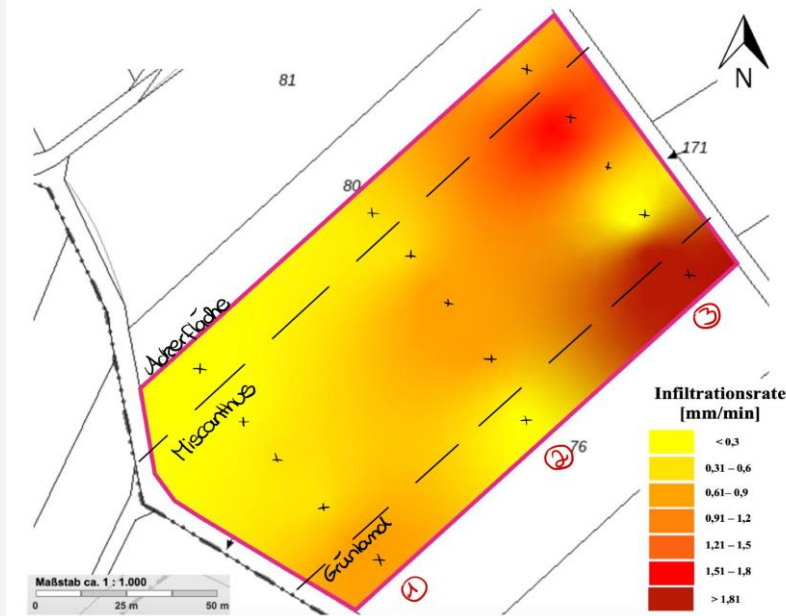 81
N
171
80
Ackerfläche
Miscanthus
Grünland
76
1
2
3
Infiltrationsrate
[mm/min]
< 0,3
0,31 – 0,6
0,61– 0,9
0,91 – 1,2
1,21 – 1,5
1,51 – 1,8
> 1,81
Maßstab ca. 1 : 1.000
0 25 m 50 m